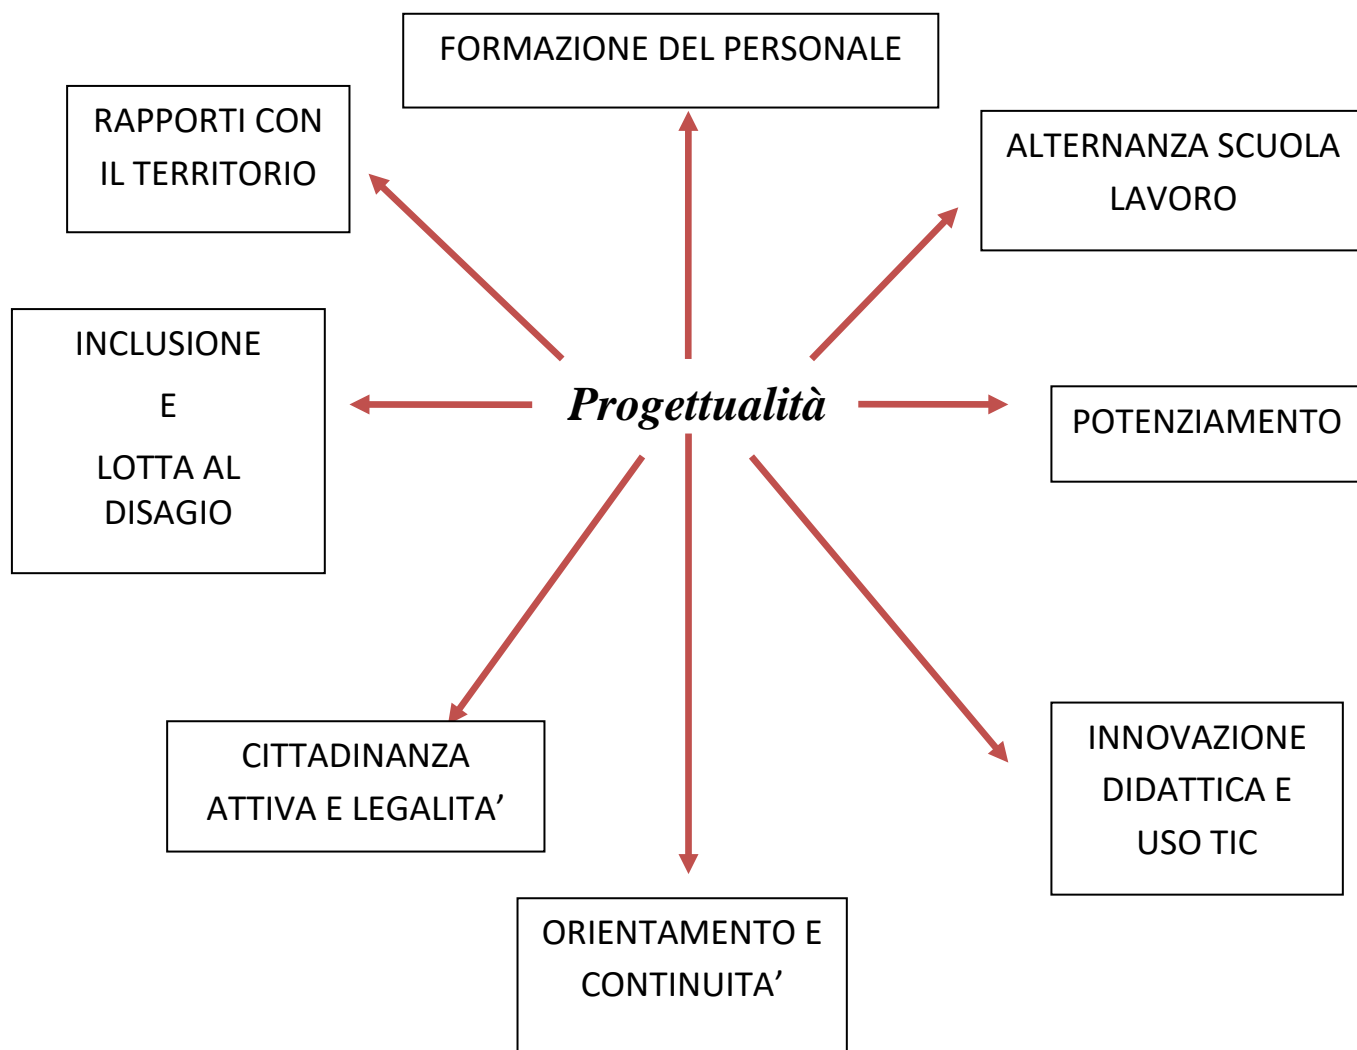 FORMAZIONE DEL PERSONALE
RAPPORTI CON
IL TERRITORIO
ALTERNANZA SCUOLA
LAVORO
INCLUSIONE
E
LOTTA AL
DISAGIO
Progettualità
POTENZIAMENTO
CITTADINANZA
ATTIVA E LEGALITA’
INNOVAZIONE
DIDATTICA E
USO TIC
ORIENTAMENTO E
CONTINUITA’